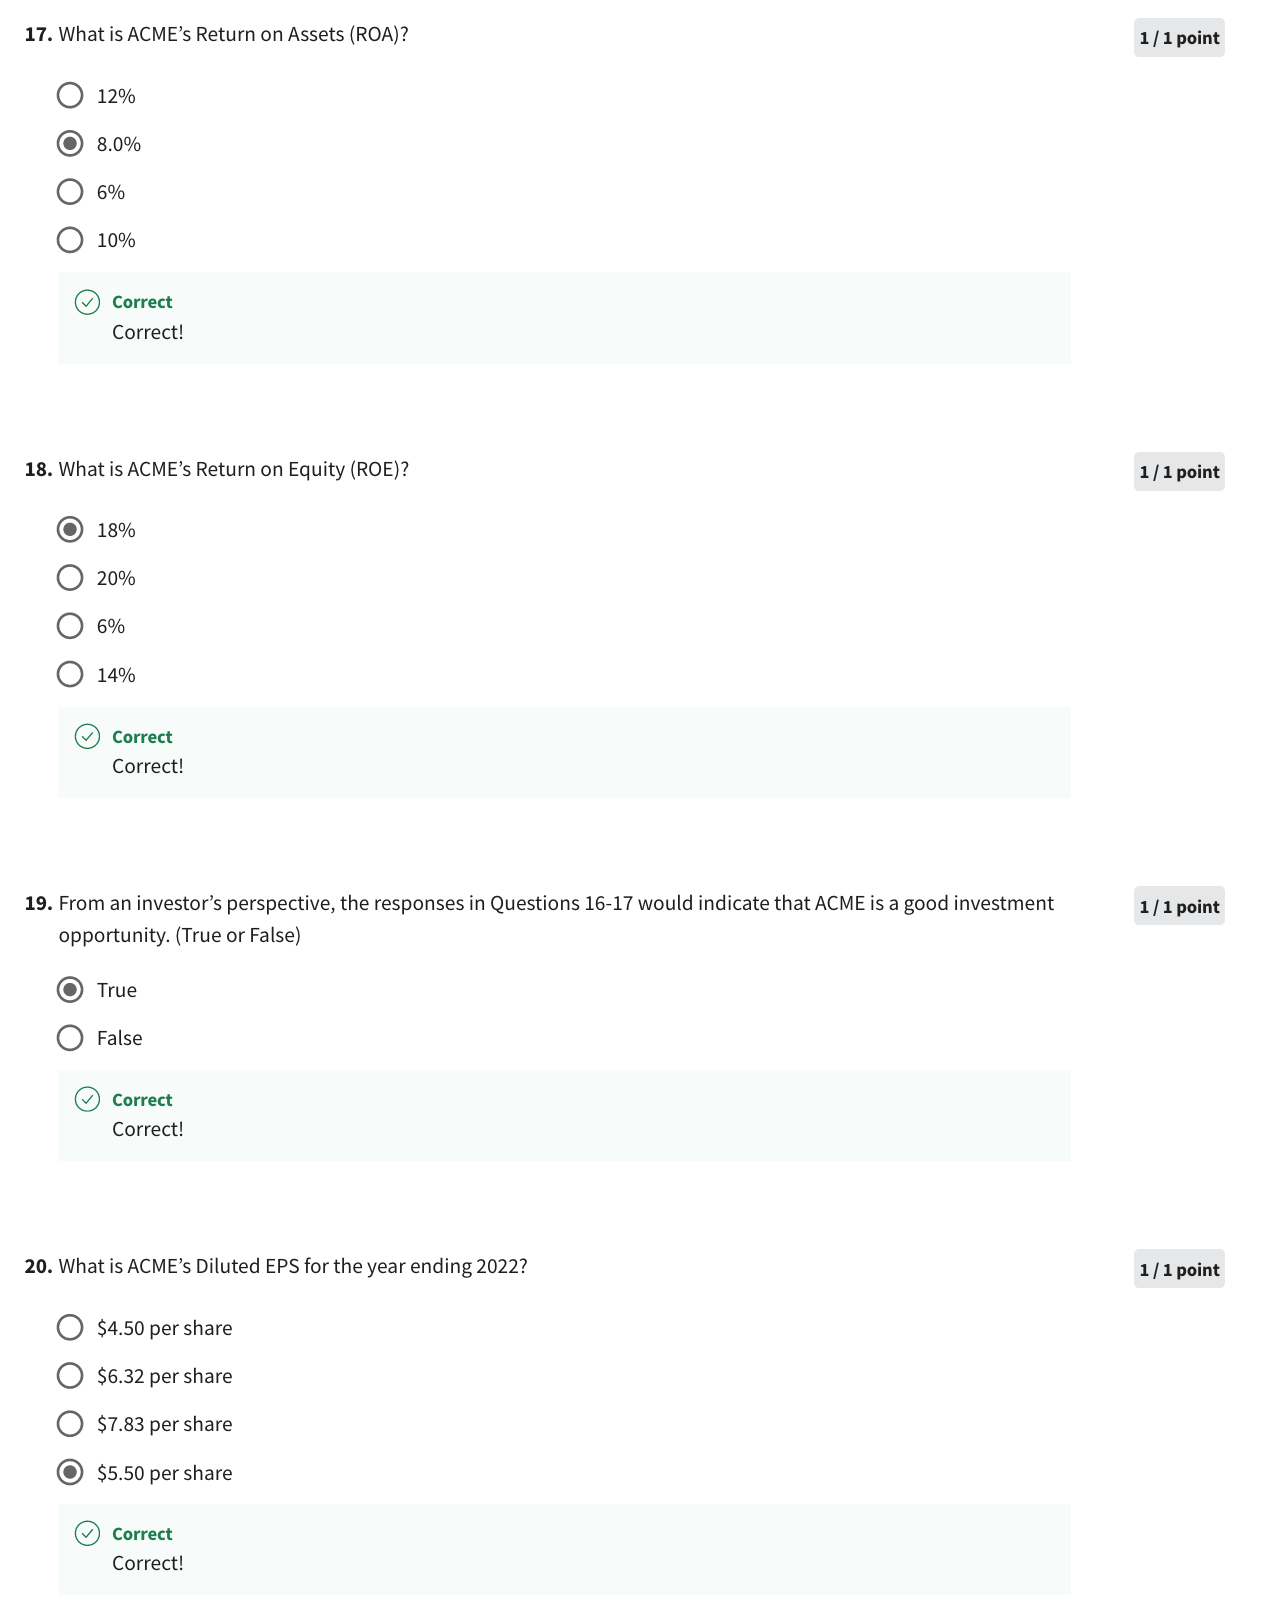 17. What is ACME’s Return on Assets (ROA)?
1 / 1 point
12%
8.0%
6%
10%
Correct
Correct!
18. What is ACME’s Return on Equity (ROE)?
1 / 1 point
18%
20%
6%
14%
Correct
Correct!
19. From an investor’s perspective, the responses in Questions 16-17 would indicate that ACME is a good investment
opportunity. (True or False)
1 / 1 point
True
False
Correct
Correct!
20. What is ACME’s Diluted EPS for the year ending 2022?
1 / 1 point
$4.50 per share
$6.32 per share
$7.83 per share
$5.50 per share
Correct
Correct!